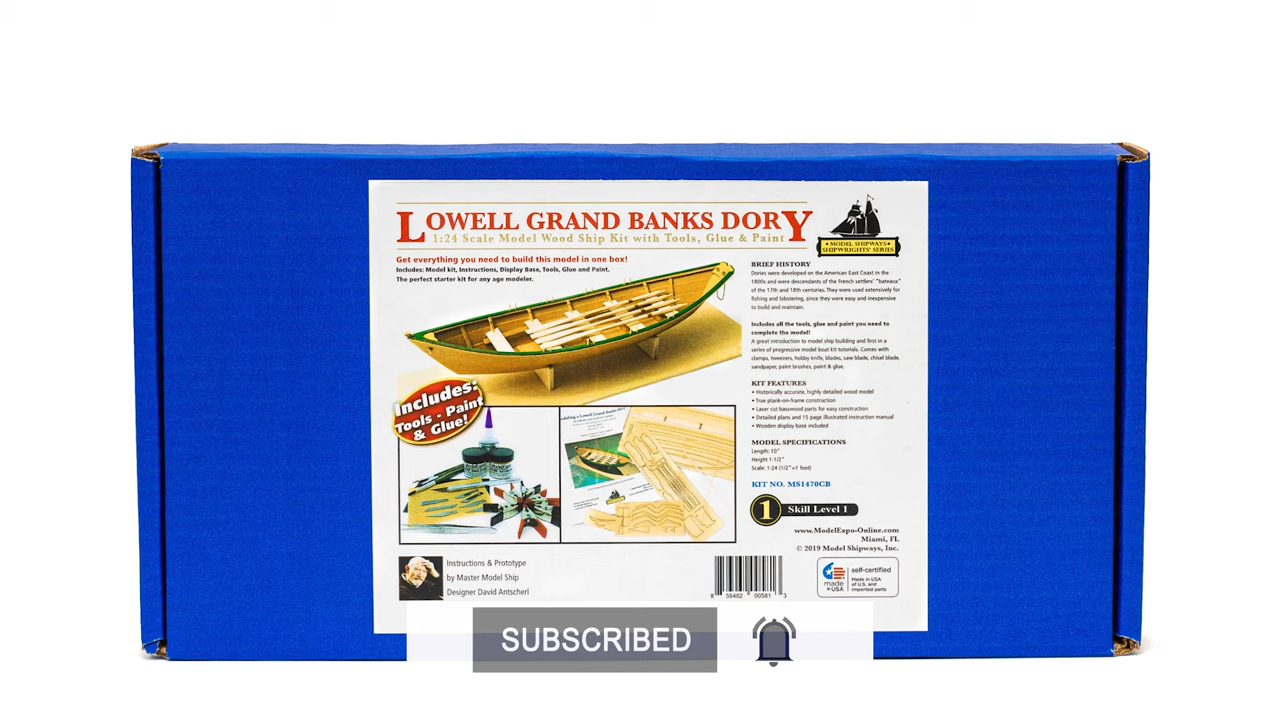 LOWELL GRAND BANKS DORY
1:24 Scale Model Wood Ship Kit with Tools, Glue & Paint
Get everything you need to build this model in one box!
Includes: Model kit, Instructions, Display Base, Tools, Glue and Paint.
The perfect starter kit for any age modeler.
Includes:
Tools - Paint
& Glue!
Instructions & Prototype
by Master Model Ship
Designer David Antscherl
• MODEL SHIPWAYS •
SHIPWRIGHTS' SERIES
BRIEF HISTORY
Dories were developed on the American East Coast in the
1800s and were descendants of the French settlers' "bateaux"
of the 17th and 18th centuries. They were used extensively for
fishing and lobstering, since they were easy and inexpensive
to build and maintain.
Includes all the tools, glue and paint you need to
complete the model!
A great introduction to model ship building and first in a
series of progressive model boat kit tutorials. Comes with
clamps, tweezers, hobby knife, blades, saw blade, chisel blade,
sandpaper, paint brushes, paint & glue.
KIT FEATURES
• Historically accurate, highly detailed wood model
• True plank-on-frame construction
• Laser cut basswood parts for easy construction
• Detailed plans and 15 page illustrated instruction manual
• Wooden display base included
MODEL SPECIFICATIONS
Length: 10"
Height 1-1/2"
Scale: 1:24 (1/2"=1 foot)
KIT NO. MS1470CB
1 Skill Level 1
www.ModelExpo-Online.com
Miami, FL
© 2019 Model Shipways, Inc.
8 56462 00581 3
made
in USA
self-certified
Made in USA
of U.S. and
imported parts
SUBSCRIBED